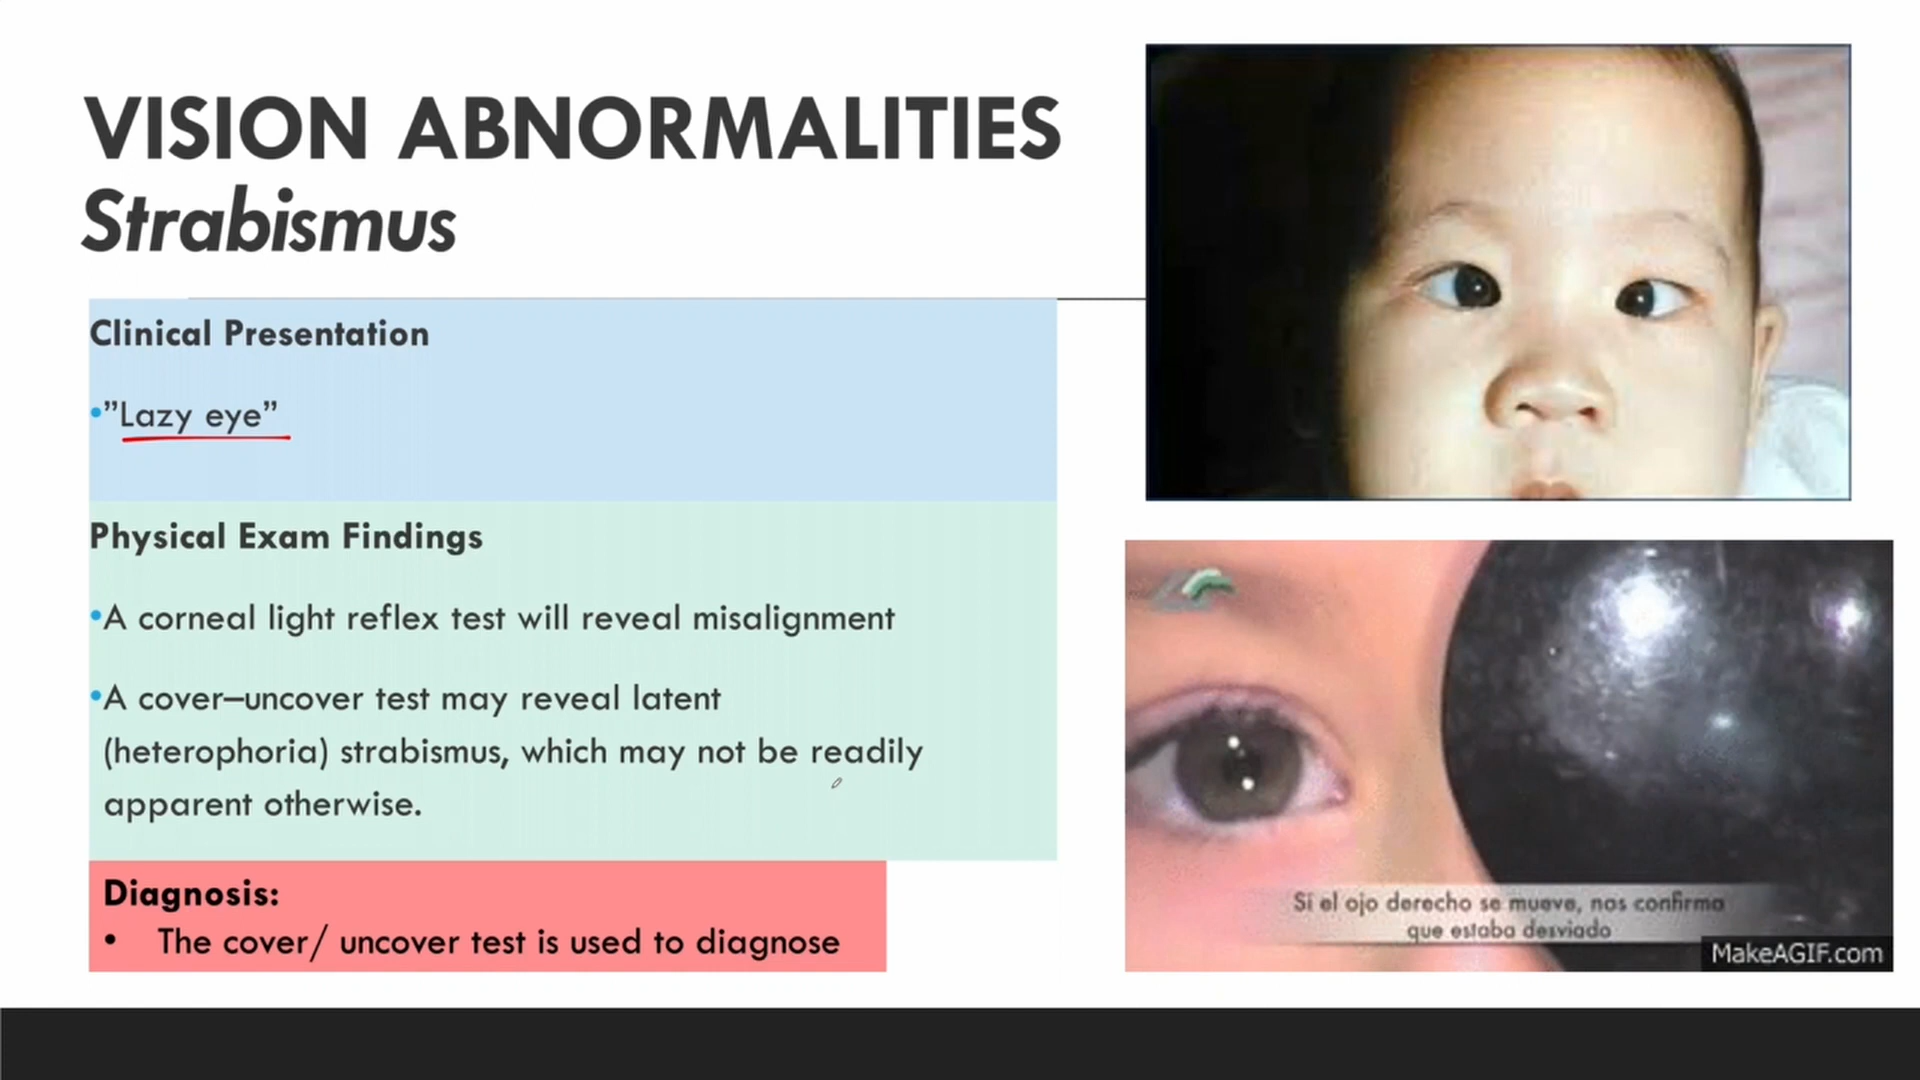 VISION ABNORMALITIES
Strabismus
Clinical Presentation
•”Lazy eye”
Physical Exam Findings
•A corneal light reflex test will reveal misalignment
•A cover–uncover test may reveal latent
(heterophoria) strabismus, which may not be readily
apparent otherwise.
Diagnosis:
• The cover/ uncover test is used to diagnose
Si el ojo derecho se mueve, nos confirma
que estaba desviado
MakeAGIF.com